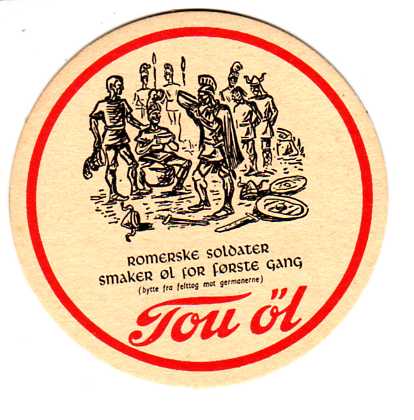 ROMERSKE SOLDATER
SMAKER ØL FOR FØRSTE GANG
(bytte fra felttog mot germanerne)
Tou öl